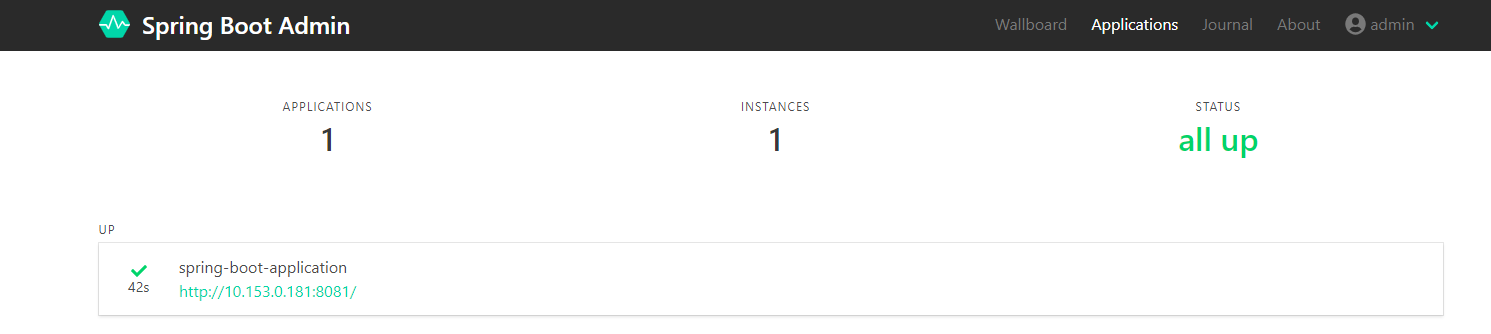 Spring Boot Admin Wallboard Applications Journal About admin
APPLICATIONS INSTANCES STATUS
1 1 all up
UP
spring-boot-application
42s http://10.153.0.181:8081/